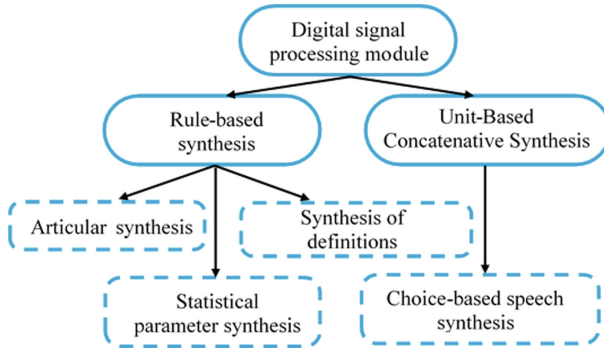 Digital signal
processing module
Rule-based
synthesis
Unit-Based
Concatenative Synthesis
Articular synthesis
Synthesis of
definitions
Statistical
parameter synthesis
Choice-based speech
synthesis